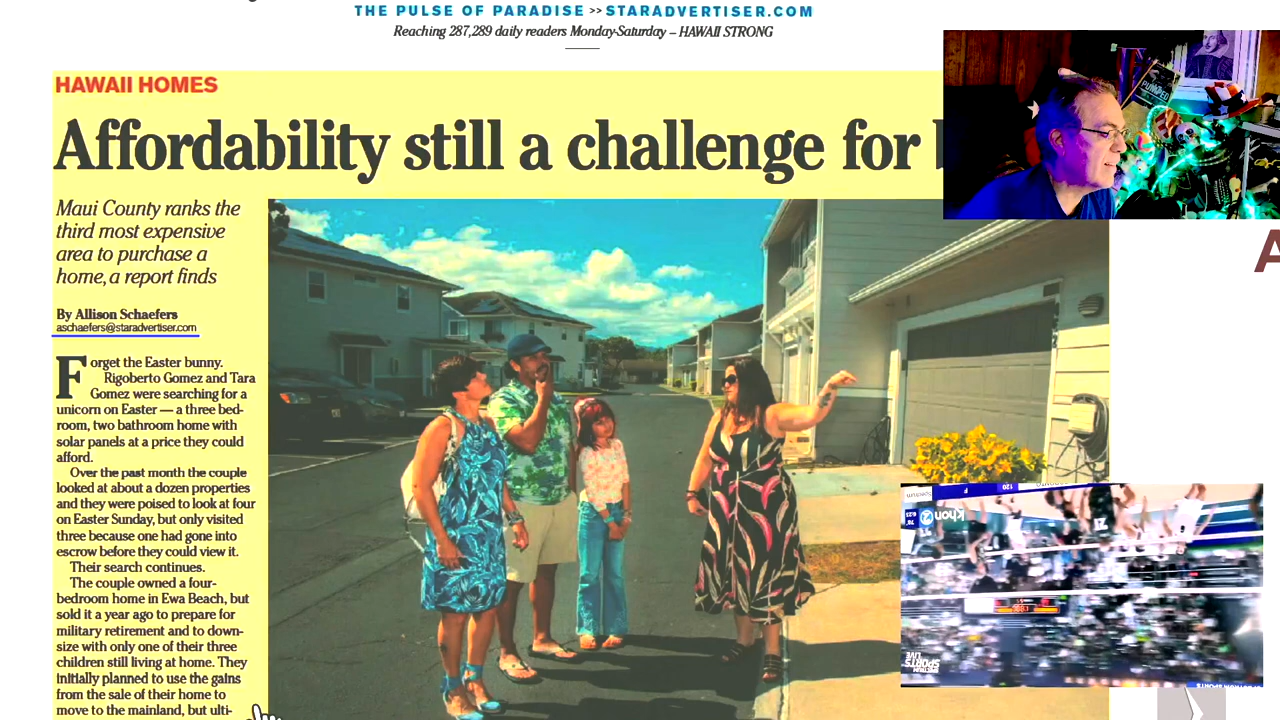 THE PULSE OF PARADISE >> STARADVERTISER.COM
Reaching 287,289 daily readers Monday-Saturday – HAWAII STRONG
HAWAII HOMES
Affordability still a challenge for
Maui County ranks the
third most expensive
area to purchase a
home, a report finds
By Allison Schaefers
aschaefers@staradvertiser.com
Forget the Easter bunny.
Rigoberto Gomez and Tara
Gomez were searching for a
unicorn on Easter — a three bed-
room, two bathroom home with
solar panels at a price they could
afford.
Over the past month the couple
looked at about a dozen properties
and they were poised to look at four
on Easter Sunday, but only visited
three because one had gone into
escrow before they could view it.
Their search continues.
The couple owned a four-
bedroom home in Ewa Beach, but
sold it a year ago to prepare for
military retirement and to down-
size with only one of their three
children still living at home. They
initially planned to use the gains
from the sale of their home to
move to the mainland, but ulti-
PUMPED
A
khon
SPECTRUM
SPORTS
LIVE